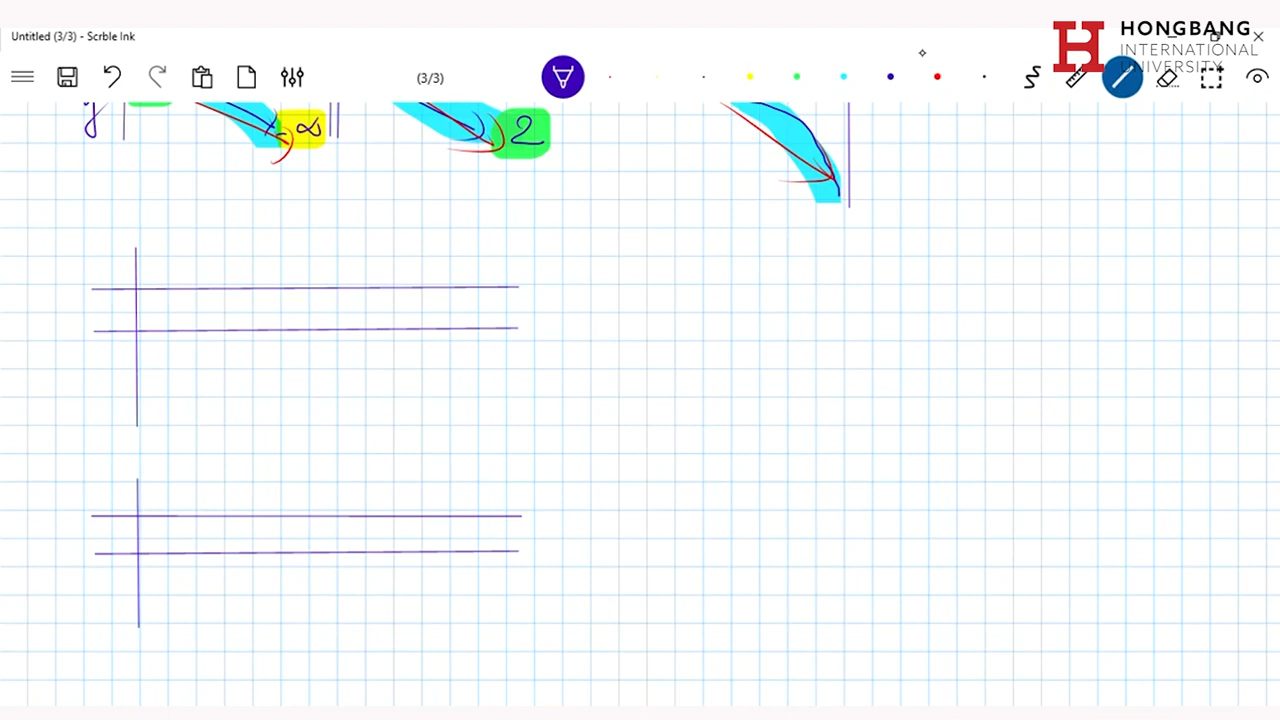 HONGBANG
Untitled (3/3) - Scrble Ink
INTERNATIONAL
UNIVERSITY
(3/3)
y
-∞
2